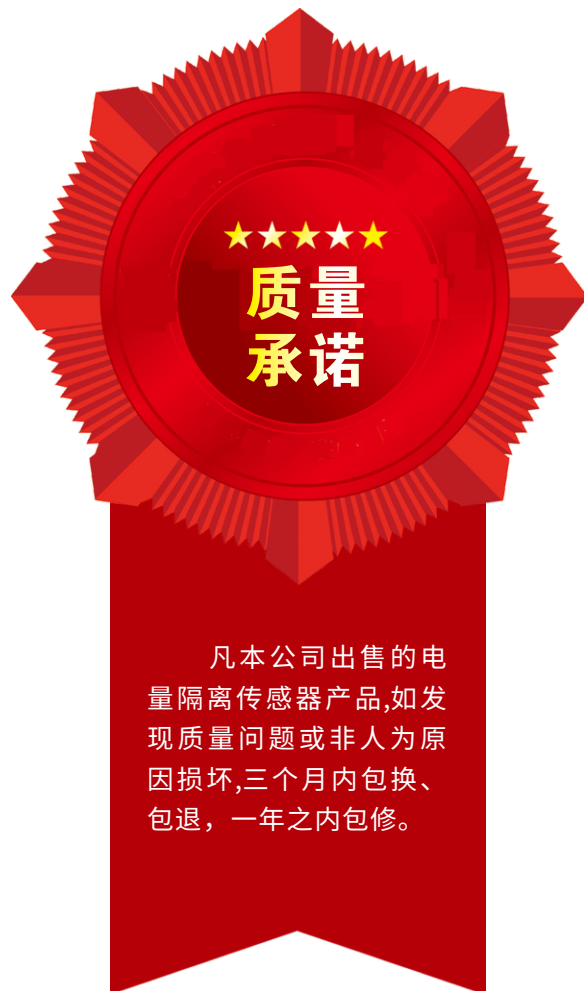 质量
承诺
凡本公司出售的电
量隔离传感器产品,如发
现质量问题或非人为原
因损坏,三个月内包换、
包退，一年之内包修。